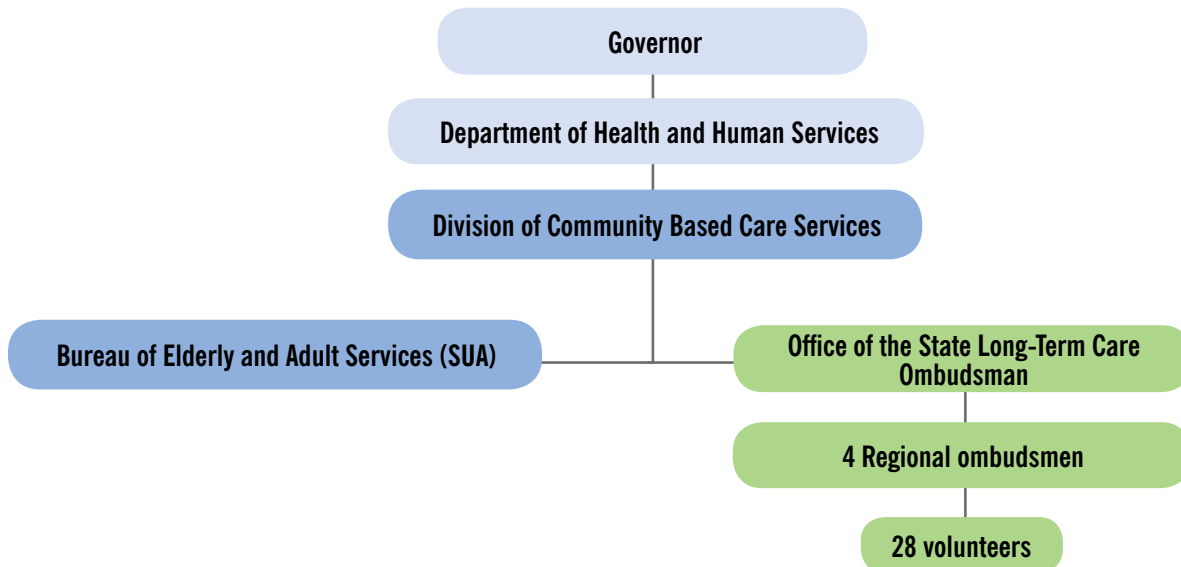 Governor
Department of Health and Human Services
Division of Community Based Care Services
Bureau of Elderly and Adult Services (SUA)
Office of the State Long-Term Care
Ombudsman
4 Regional ombudsmen
28 volunteers